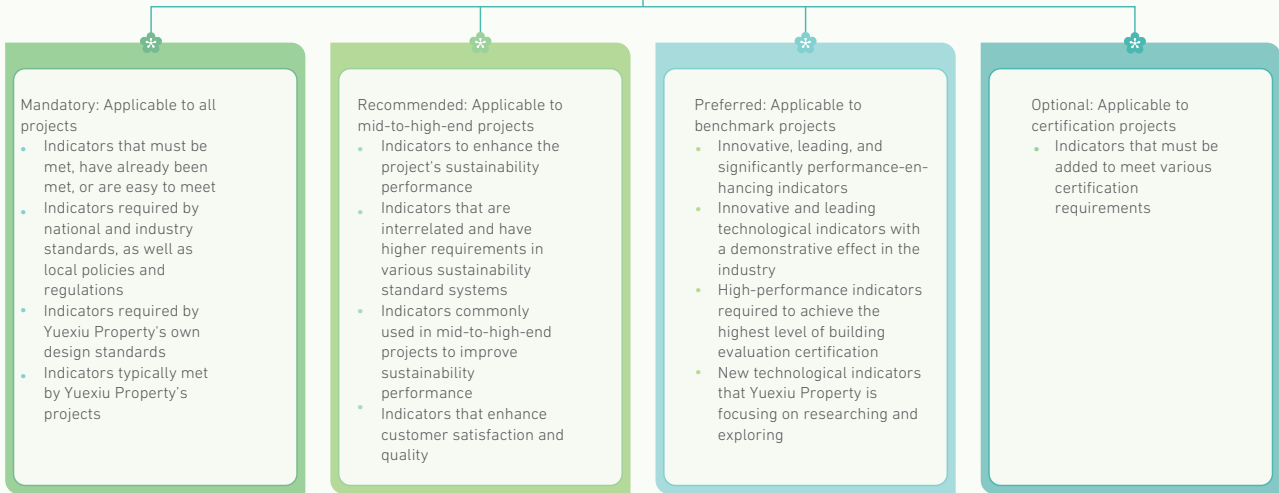 Mandatory: Applicable to all
projects
• Indicators that must be
met, have already been
met, or are easy to meet
• Indicators required by
national and industry
standards, as well as
local policies and
regulations
• Indicators required by
Yuexiu Property's own
design standards
• Indicators typically met
by Yuexiu Property’s
projects
Recommended: Applicable to
mid-to-high-end projects
• Indicators to enhance the
project's sustainability
performance
• Indicators that are
interrelated and have
higher requirements in
various sustainability
standard systems
• Indicators commonly
used in mid-to-high-end
projects to improve
sustainability
performance
• Indicators that enhance
customer satisfaction and
quality
Preferred: Applicable to
benchmark projects
• Innovative, leading, and
significantly performance-en-
hancing indicators
• Innovative and leading
technological indicators with
a demonstrative effect in the
industry
• High-performance indicators
required to achieve the
highest level of building
evaluation certification
• New technological indicators
that Yuexiu Property is
focusing on researching and
exploring
Optional: Applicable to
certification projects
• Indicators that must be
added to meet various
certification
requirements